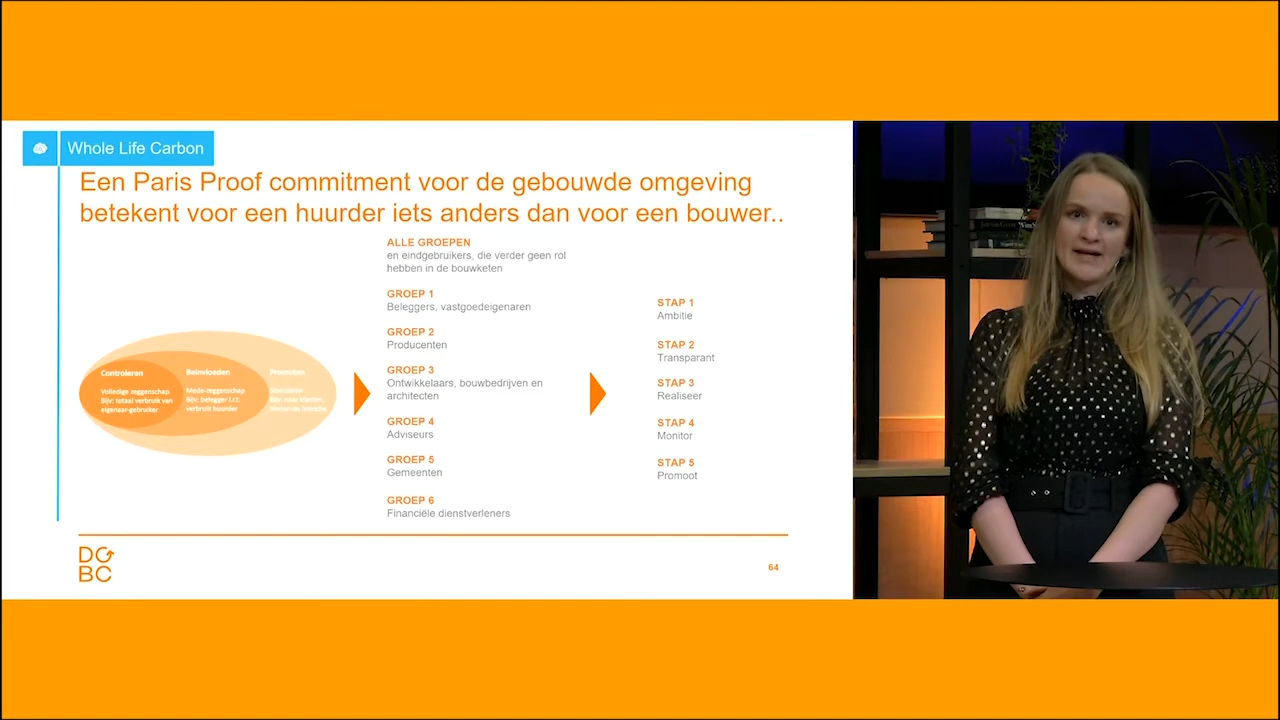 Whole Life Carbon
Een Paris Proof commitment voor de gebouwde omgeving
betekent voor een huurder iets anders dan voor een bouwer..
Controleren
Volledige zeggenschap
Bijv: totaal verbruik van
eigenaar-gebruiker
Beïnvloeden
Mede-zeggenschap
Bijv: belegger i.r.t.
verbruik huurder
Promoten
ALLE GROEPEN
en eindgebruikers, die verder geen rol
hebben in de bouwketen
GROEP 1
Beleggers, vastgoedeigenaren
GROEP 2
Producenten
GROEP 3
Ontwikkelaars, bouwbedrijven en
architecten
GROEP 4
Adviseurs
GROEP 5
Gemeenten
GROEP 6
Financiële dienstverleners
STAP 1
Ambitie
STAP 2
Transparant
STAP 3
Realiseer
STAP 4
Monitor
STAP 5
Promoot
DG
BC
64